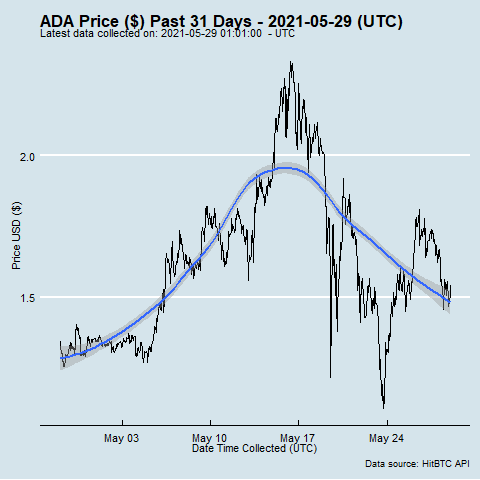 ADA Price ($) Past 31 Days - 2021-05-29 (UTC)
Latest data collected on: 2021-05-29 01:01:00 - UTC
2.0
1.5
Price USD ($)
May 03 May 10 May 17 May 24
Date Time Collected (UTC)
Data source: HitBTC API